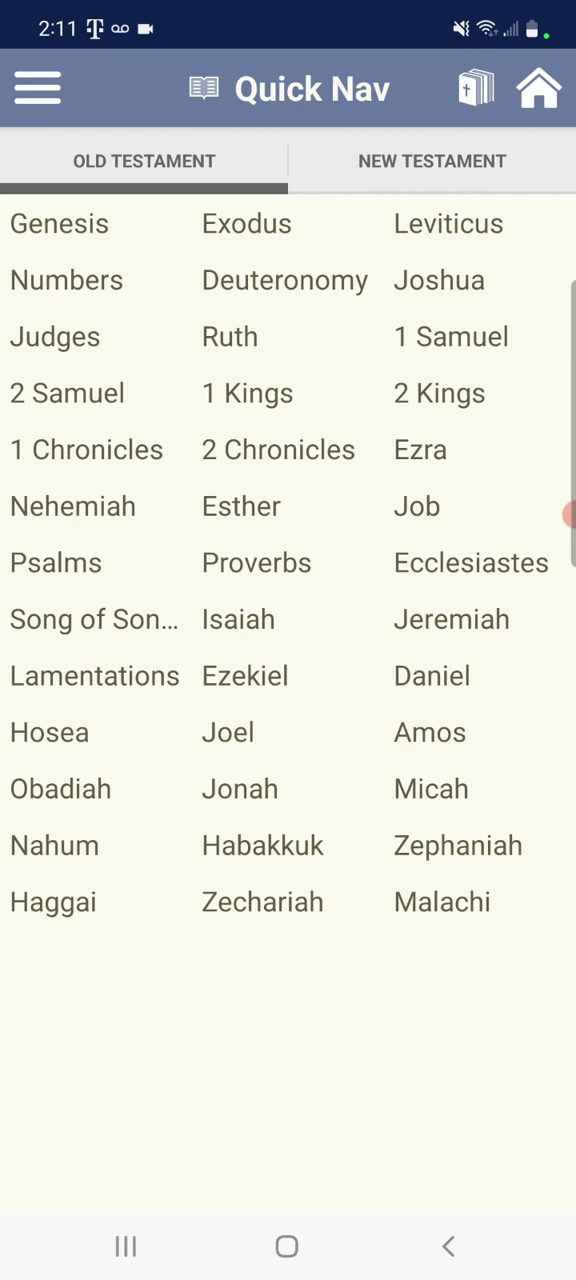 2:11
Quick Nav
OLD TESTAMENT NEW TESTAMENT
Genesis Exodus Leviticus
Numbers Deuteronomy Joshua
Judges Ruth 1 Samuel
2 Samuel 1 Kings 2 Kings
1 Chronicles 2 Chronicles Ezra
Nehemiah Esther Job
Psalms Proverbs Ecclesiastes
Song of Son... Isaiah Jeremiah
Lamentations Ezekiel Daniel
Hosea Joel Amos
Obadiah Jonah Micah
Nahum Habakkuk Zephaniah
Haggai Zechariah Malachi